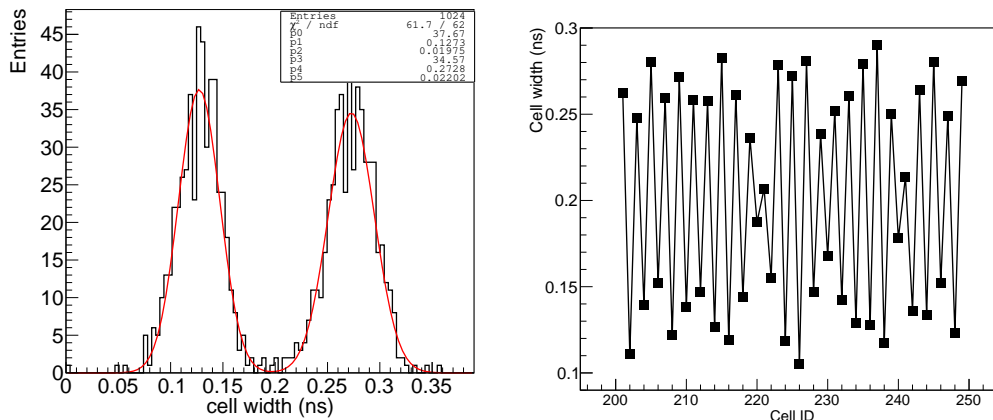 Entries 1024
χ² / ndf 61.7 / 62
p0 37.67
p1 0.1273
p2 0.01975
p3 34.57
p4 0.2728
p5 0.02202
Entries
45
40
35
30
25
20
15
10
5
0
0 0.05 0.1 0.15 0.2 0.25 0.3 0.35
cell width (ns)
Cell width (ns)
0.3
0.25
0.2
0.15
0.1
200 210 220 230 240 250
Cell ID